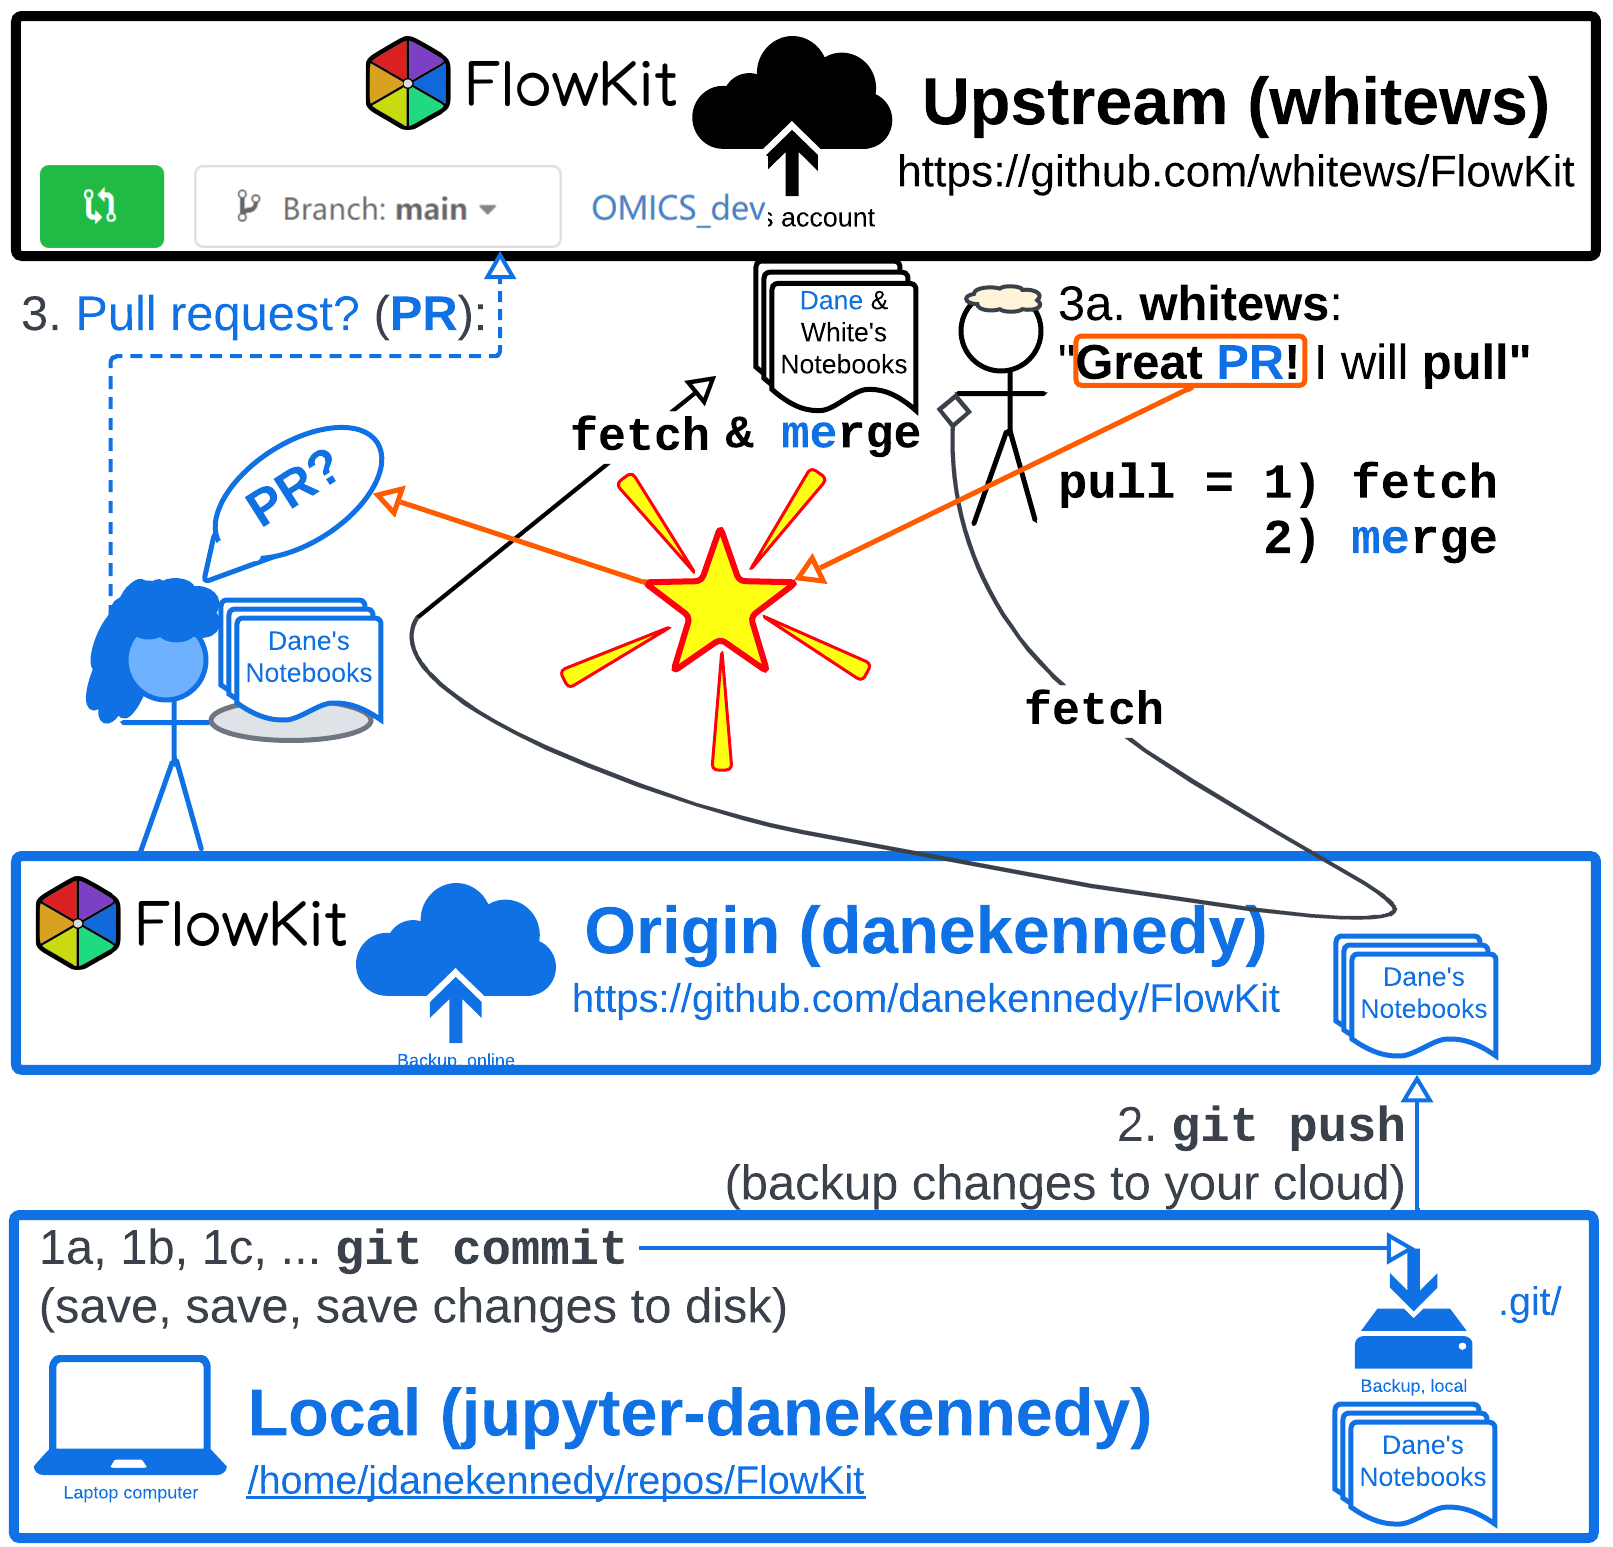 FlowKit
Upstream (whitews)
https://github.com/whitews/FlowKit
Branch: main
OMICS_dev
s account
3. Pull request? (PR):
Dane &
White's
Notebooks
3a. whitews:
"Great PR! I will pull"
fetch & merge
PR?
pull = 1) fetch
2) merge
Dane's
Notebooks
fetch
FlowKit
Origin (danekennedy)
https://github.com/danekennedy/FlowKit
Backup, online
Dane's
Notebooks
2. git push
(backup changes to your cloud)
1a, 1b, 1c, ... git commit
(save, save, save changes to disk)
.git/
Backup, local
Local (jupyter-danekennedy)
/home/jdanekennedy/repos/FlowKit
Laptop computer
Dane's
Notebooks